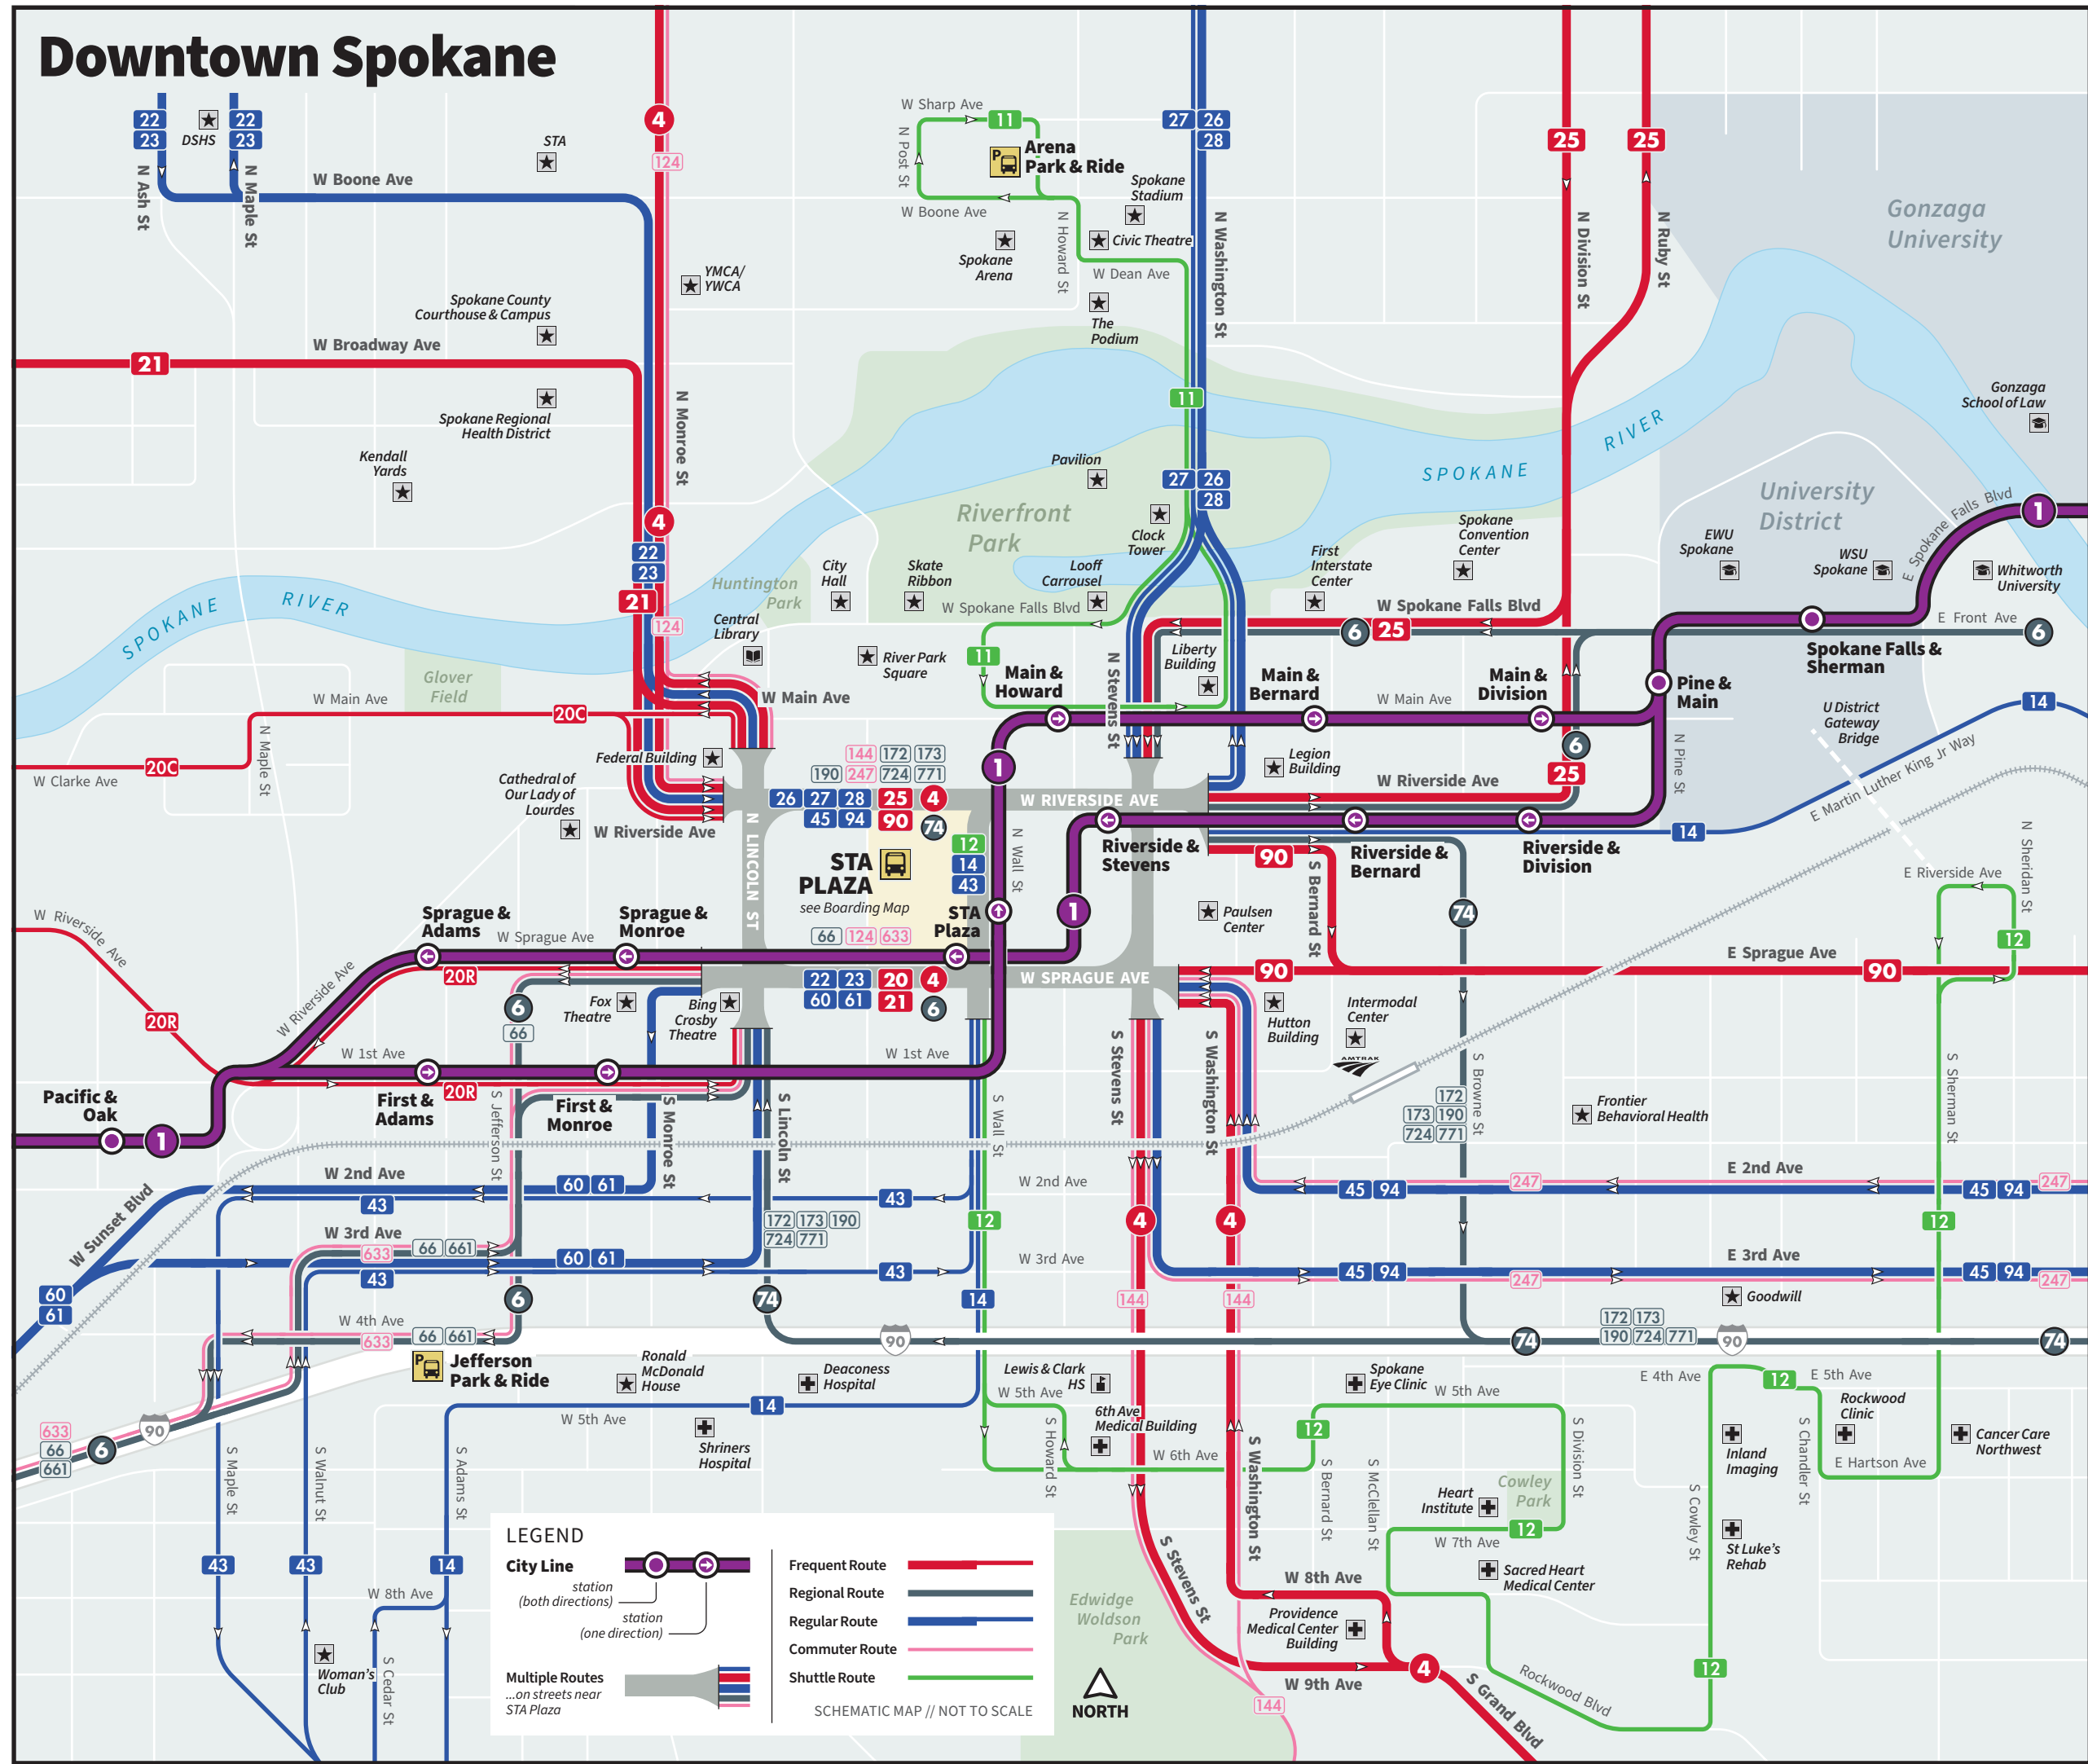 Downtown Spokane
22
23
DSHS
22
23
N Ash St
N Maple St
W Boone Ave
STA
4
124
YMCA/
YWCA
W Sharp Ave
11
N Post St
Arena
Park & Ride
W Boone Ave
Spokane
Stadium
Civic Theatre
Spokane
Arena
N Howard St
W Dean Ave
The
Podium
27
26
28
N Washington St
25
25
N Division St
N Ruby St
Gonzaga
University
Spokane County
Courthouse & Campus
W Broadway Ave
21
Spokane Regional
Health District
Kendall
Yards
N Monroe St
11
Gonzaga
School of Law
SPOKANE
RIVER
Pavilion
27
26
28
Riverfront
Park
Clock
Tower
University
District
Spokane
Convention
Center
EWU
Spokane
WSU
Spokane
E Spokane Falls Blvd
1
Whitworth
University
4
22
23
21
124
Huntington
Park
City
Hall
Skate
Ribbon
Looff
Carrousel
First
Interstate
Center
W Spokane Falls Blvd
W Spokane Falls Blvd
6
25
E Front Ave
6
SPOKANE
RIVER
Central
Library
River Park
Square
11
Main &
Howard
N Stevens St
Liberty
Building
Main &
Bernard
W Main Ave
Main &
Division
Pine &
Main
Spokane Falls &
Sherman
Glover
Field
W Main Ave
20C
W Main Ave
W Clarke Ave
20C
N Maple St
Federal Building
Cathedral of
Our Lady of
Lourdes
W Riverside Ave
144
172
173
190
247
724
771
26
27
28
25
4
45
94
90
74
W RIVERSIDE AVE
1
Legion
Building
W Riverside Ave
6
25
N Pine St
U District
Gateway
Bridge
14
E Martin Luther King Jr Way
14
STA
PLAZA
see Boarding Map
12
14
43
N LINCOLN ST
N Wall St
Riverside &
Stevens
90
S Bernard St
Riverside &
Bernard
Riverside &
Division
66
124
633
STA
Plaza
1
Paulsen
Center
74
E Riverside Ave
N Sheridan St
12
W Riverside Ave
20R
W Riverside Ave
Sprague &
Adams
W Sprague Ave
Sprague &
Monroe
20R
22
23
20
4
60
61
21
6
W SPRAGUE AVE
90
E Sprague Ave
90
6
66
Fox
Theatre
Bing
Crosby
Theatre
Hutton
Building
Intermodal
Center
AMTRAK
W 1st Ave
W 1st Ave
Pacific &
Oak
1
First &
Adams
20R
First &
Monroe
S Jefferson St
S Monroe St
S Lincoln St
S Wall St
S Stevens St
S Washington St
172
173
190
724
771
S Browne St
Frontier
Behavioral Health
S Sherman St
W Sunset Blvd
W 2nd Ave
60
61
43
43
W 2nd Ave
45
94
247
E 2nd Ave
45
94
247
172
173
190
724
771
12
4
4
12
W 3rd Ave
633
66
661
60
61
43
43
W 3rd Ave
45
94
247
E 3rd Ave
45
94
247
60
61
6
74
14
144
144
Goodwill
W 4th Ave
633
66
661
90
172
173
190
724
771
74
90
74
Jefferson
Park & Ride
Ronald
McDonald
House
Deaconess
Hospital
Lewis & Clark
HS
Spokane
Eye Clinic
W 5th Ave
W 5th Ave
14
W 5th Ave
E 4th Ave
12
E 5th Ave
6th Ave
Medical Building
Shriners
Hospital
W 6th Ave
12
Rockwood
Clinic
Inland
Imaging
Cancer Care
Northwest
E Hartson Ave
633
66
661
6
90
S Maple St
S Walnut St
S Adams St
S Howard St
S Washington St
S Bernard St
S McClellan St
Heart
Institute
Cowley
Park
S Division St
S Cowley St
S Chandler St
W 7th Ave
12
St Luke's
Rehab
Sacred Heart
Medical Center
43
43
14
W 8th Ave
S Cedar St
Woman's
Club
LEGEND
City Line
station
(both directions)
station
(one direction)
Multiple Routes
...on streets near
STA Plaza
Frequent Route
Regional Route
Regular Route
Commuter Route
Shuttle Route
SCHEMATIC MAP // NOT TO SCALE
Edwidge
Woldson
Park
NORTH
S Stevens St
W 8th Ave
Providence
Medical Center
Building
W 9th Ave
4
144
S Grand Blvd
Rockwood Blvd
12